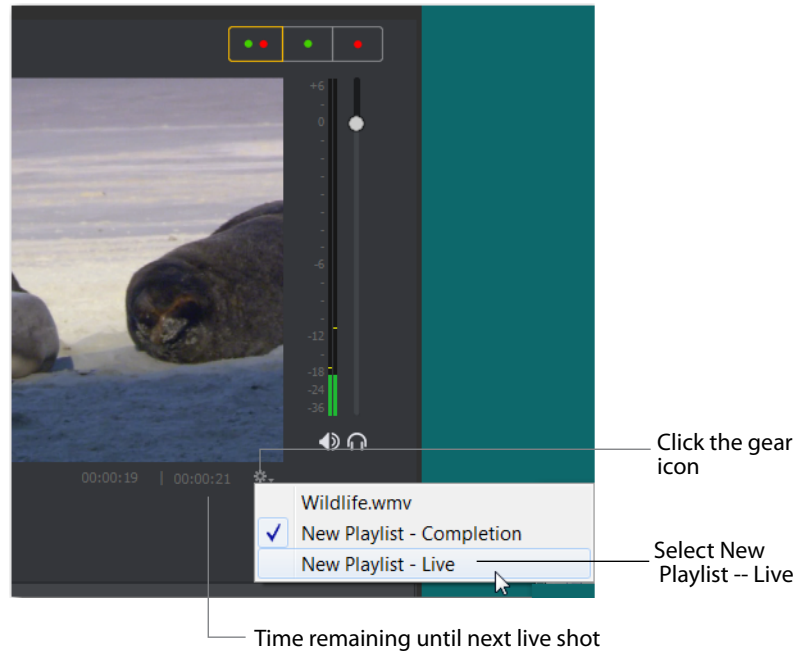 +6
-
0
-
-
-
-
-
-
-6
-
-
-12
-
-18
-24
-36
00:00:19 | 00:00:21
Click the gear
icon
Wildlife.wmv
New Playlist - Completion
New Playlist - Live
Select New
Playlist -- Live
Time remaining until next live shot